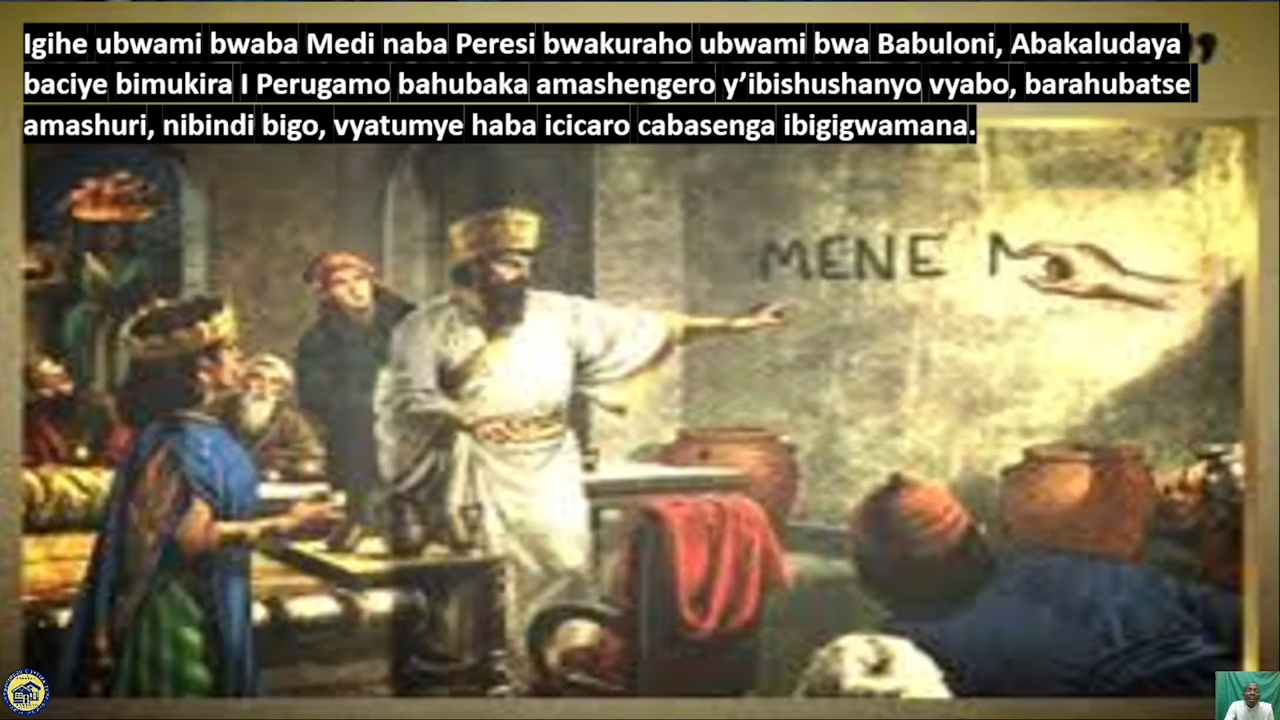 Igihe ubwami bwaba Medi naba Peresi bwakuraho ubwami bwa Babuloni, Abakaludaya
baciye bimukira I Perugamo bahubaka amashengero y’ibishushanyo vyabo, barahubatse
amashuri, nibindi bigo, vyatumye haba icicaro cabasenga ibigigwamana.
MENE